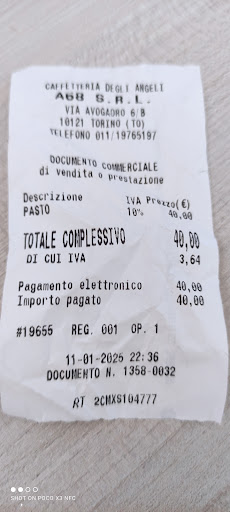 CAFFETTERIA DEGLI ANGELI
A68 S.R.L.
VIA AVOGADRO 6/B
10121 TORINO (TO)
TELEFONO 011/19765197
DOCUMENTO COMMERCIALE
di vendita o prestazione
Descrizione IVA Prezzo(€)
PASTO 10% 40,00
TOTALE COMPLESSIVO 40,00
DI CUI IVA 3,64
Pagamento elettronico 40,00
Importo pagato 40,00
#19655 REG. 001 OP. 1
11-01-2025 22:36
DOCUMENTO N. 1358-0032
RT 2CMXS104777
SHOT ON POCO X3 NFC